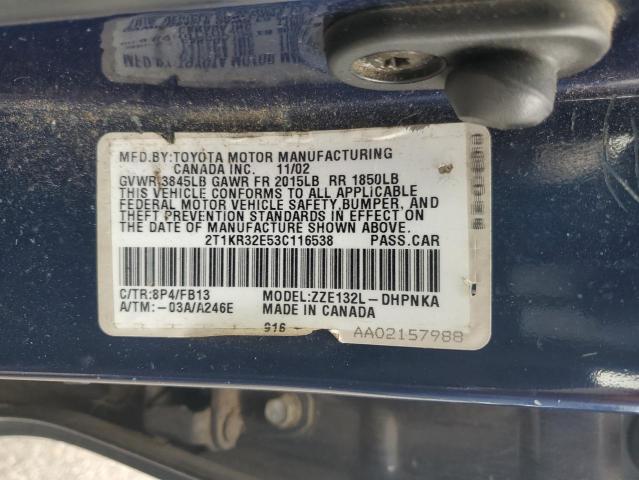 MFD.BY:TOYOTA MOTOR MANUFACTURING
CANADA INC. 11/02
GVWR 3845LB GAWR FR 2015LB RR 1850LB
THIS VEHICLE CONFORMS TO ALL APPLICABLE
FEDERAL MOTOR VEHICLE SAFETY,BUMPER, AND
THEFT PREVENTION STANDARDS IN EFFECT ON
THE DATE OF MANUFACTURE SHOWN ABOVE.
2T1KR32E53C116538 PASS.CAR
C/TR:8P4/FB13 MODEL:ZZE132L-DHPNKA
A/TM:-03A/A246E MADE IN CANADA
916 AA02157988